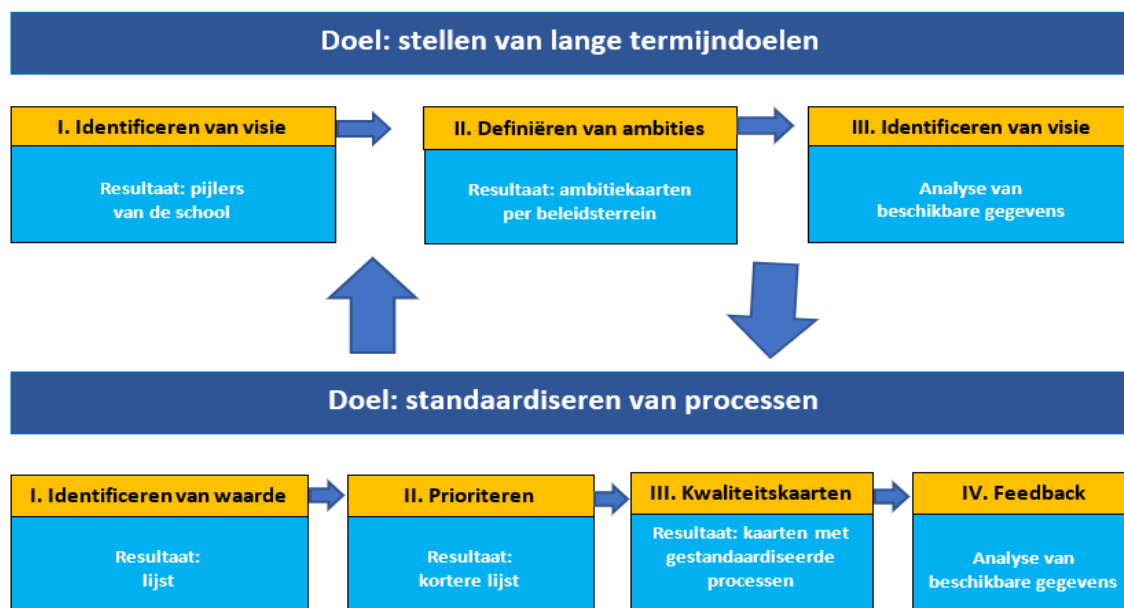 Doel: stellen van lange termijndoelen
I. Identificeren van visie
Resultaat: pijlers
van de school
II. Definiëren van ambities
Resultaat: ambitiekaarten
per beleidsterrein
III. Identificeren van visie
Analyse van
beschikbare gegevens
Doel: standaardiseren van processen
I. Identificeren van waarde
Resultaat:
lijst
II. Prioriteren
Resultaat:
kortere lijst
III. Kwaliteitskaarten
Resultaat: kaarten met
gestandaardiseerde
processen
IV. Feedback
Analyse van
beschikbare gegevens